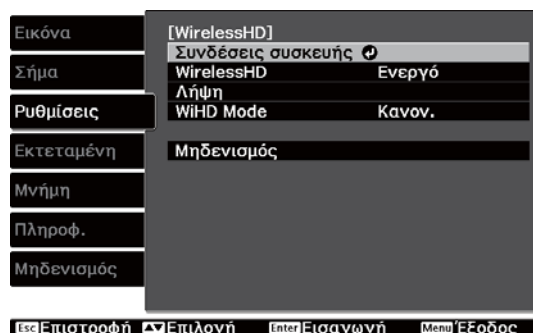 Εικόνα
Σήμα
Ρυθμίσεις
Εκτεταμένη
Μνήμη
Πληροφ.
Μηδενισμός
[WirelessHD]
Συνδέσεις συσκευής
WirelessHD Ενεργό
Λήψη
WiHD Mode Κανον.
Μηδενισμός
Esc Επιστροφή Επιλογή Enter Εισαγωγή Menu Έξοδος